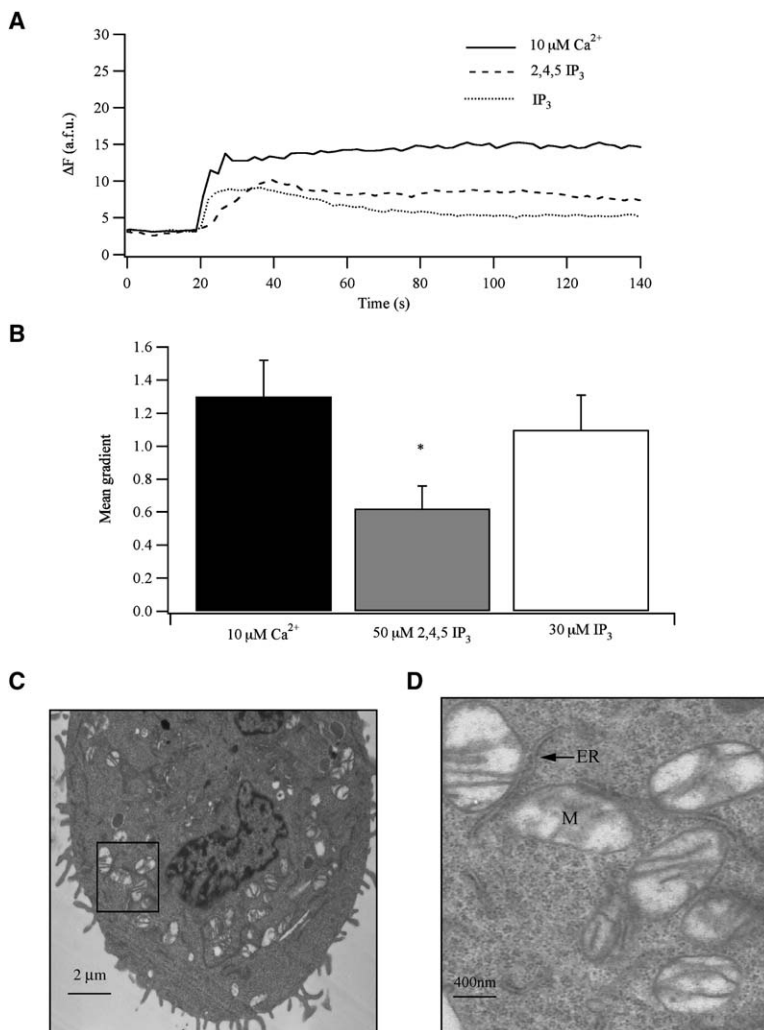 A
30
25
20
15
10
5
0
ΔF (a.f.u.)
10 μM Ca²⁺
2,4,5 IP₃
IP₃
0 20 40 60 80 100 120 140
Time (s)
B
1.6
1.4
1.2
1.0
0.8
0.6
0.4
0.2
0.0
Mean gradient
*
10 μM Ca²⁺ 50 μM 2,4,5 IP₃ 30 μM IP₃
C
2 μm
D
ER
M
400nm